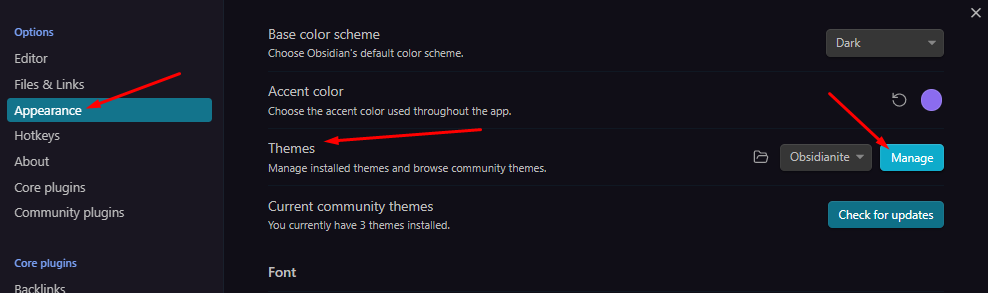 Options
Editor
Files & Links
Appearance
Hotkeys
About
Core plugins
Community plugins
Core plugins
Backlinks
Base color scheme
Choose Obsidian's default color scheme.
Dark
Accent color
Choose the accent color used throughout the app.
Themes
Manage installed themes and browse community themes.
Obsidianite
Manage
Current community themes
You currently have 3 themes installed.
Check for updates
Font